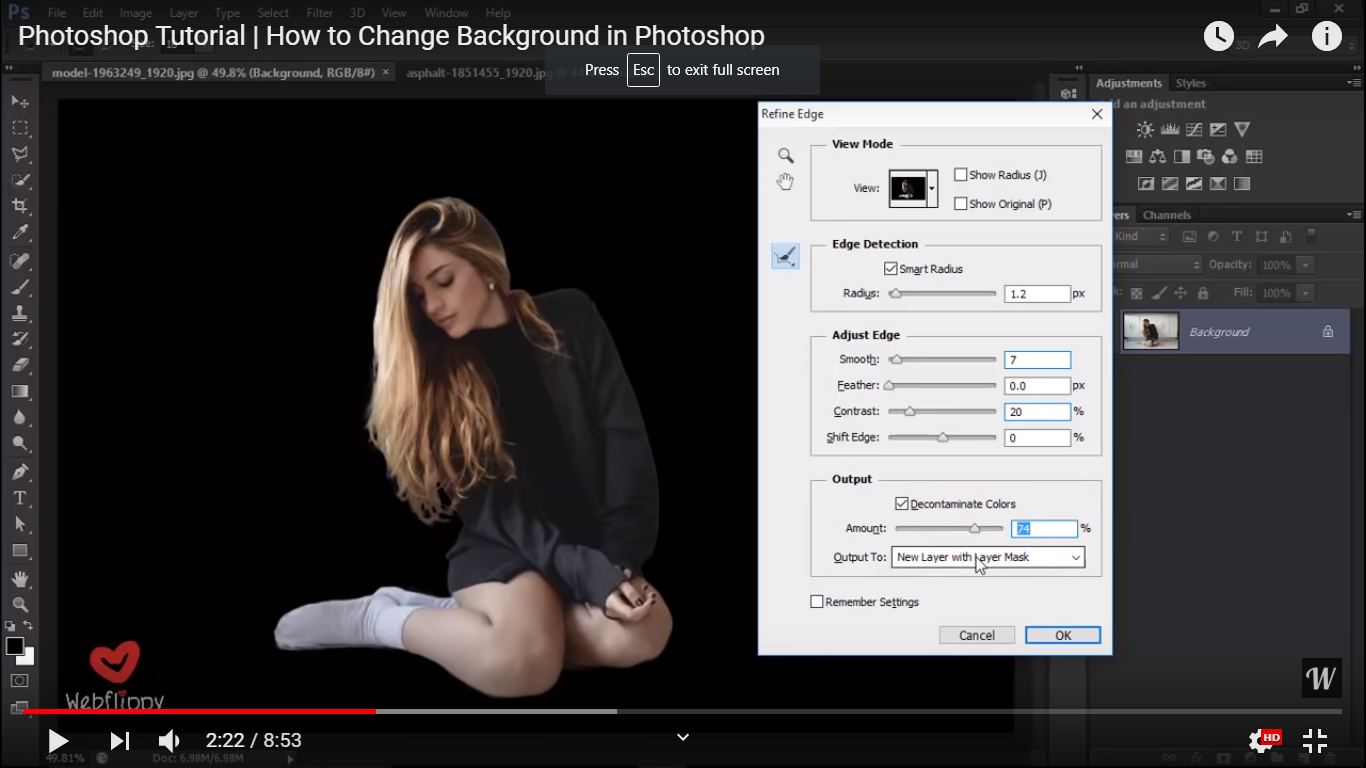 Ps File Edit Image Layer Type Select Filter 3D View Window Help
Photoshop Tutorial | How to Change Background in Photoshop
Press Esc to exit full screen
model-1963249_1920.jpg @ 49.8% (Background, RGB/8#) ×
asphalt-1851455_1920.jpg @
3D
Adjustments Styles
d an adjustment
Refine Edge
View Mode
View:
Show Radius (J)
Show Original (P)
Edge Detection
Smart Radius
Radius: 1.2 px
Adjust Edge
Smooth: 7
Feather: 0.0 px
Contrast: 20 %
Shift Edge: 0 %
Output
Decontaminate Colors
Amount: 74 %
Output To: New Layer with Layer Mask
Remember Settings
Cancel OK
ers Channels
Kind
rmal Opacity: 100%
k: Fill: 100%
Background
Webflippy
W
2:22 / 8:53
HD
49.81% Doc: 6.98M/6.98M